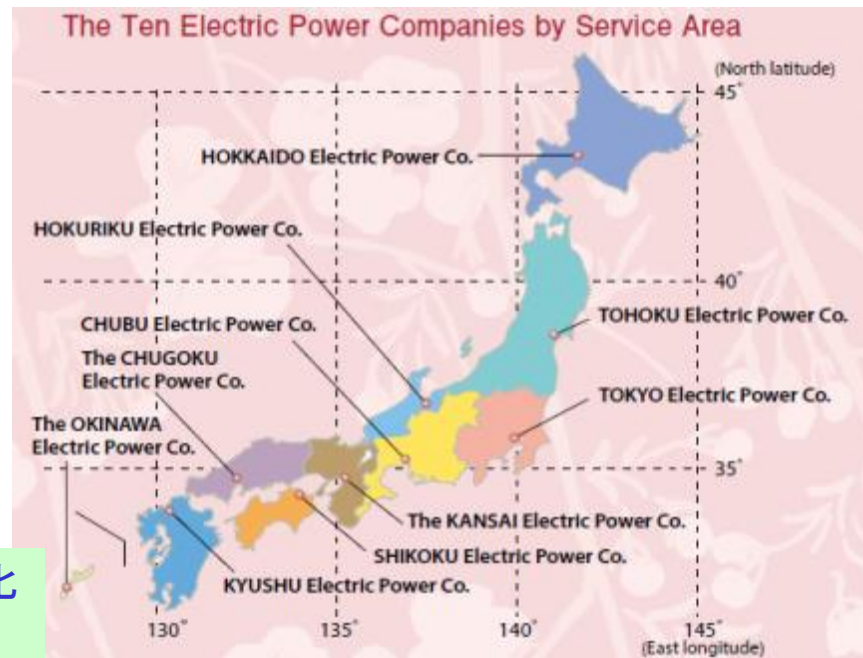 The Ten Electric Power Companies by Service Area
(North latitude)
45°
HOKKAIDO Electric Power Co.
HOKURIKU Electric Power Co.
40°
CHUBU Electric Power Co.
TOHOKU Electric Power Co.
The CHUGOKU
Electric Power Co.
TOKYO Electric Power Co.
The OKINAWA
Electric Power Co.
35°
The KANSAI Electric Power Co.
SHIKOKU Electric Power Co.
KYUSHU Electric Power Co.
130°
135°
140°
145°
(East longitude)